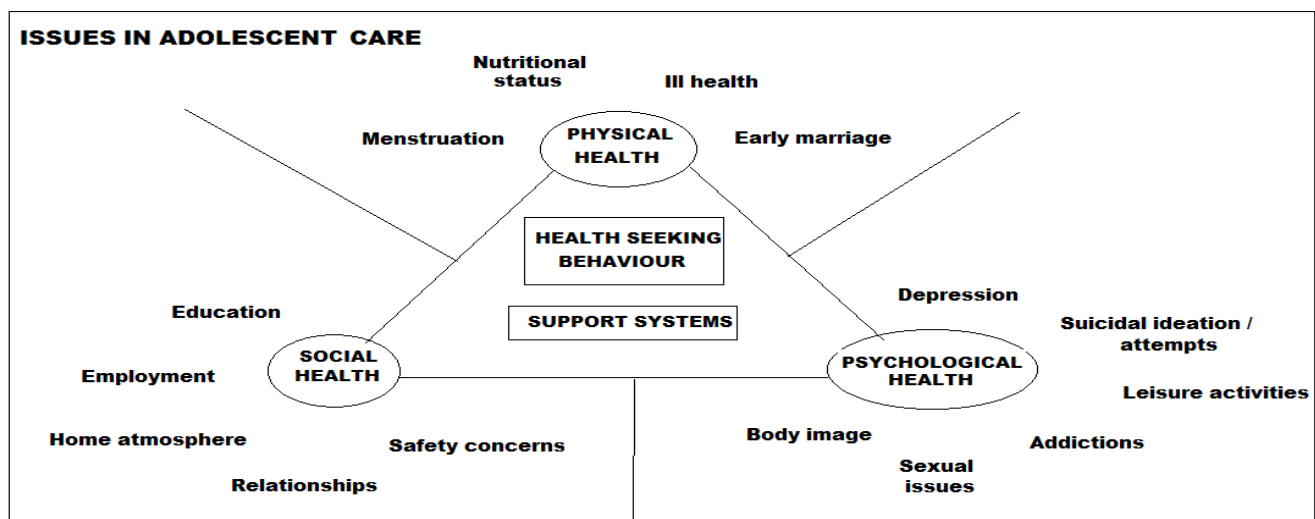 ISSUES IN ADOLESCENT CARE
Nutritional
status
Ill health
Menstruation
PHYSICAL
HEALTH
Early marriage
HEALTH SEEKING
BEHAVIOUR
SUPPORT SYSTEMS
Education
SOCIAL
HEALTH
Employment
Home atmosphere
Safety concerns
Relationships
Depression
Suicidal ideation /
attempts
PSYCHOLOGICAL
HEALTH
Leisure activities
Body image
Addictions
Sexual
issues